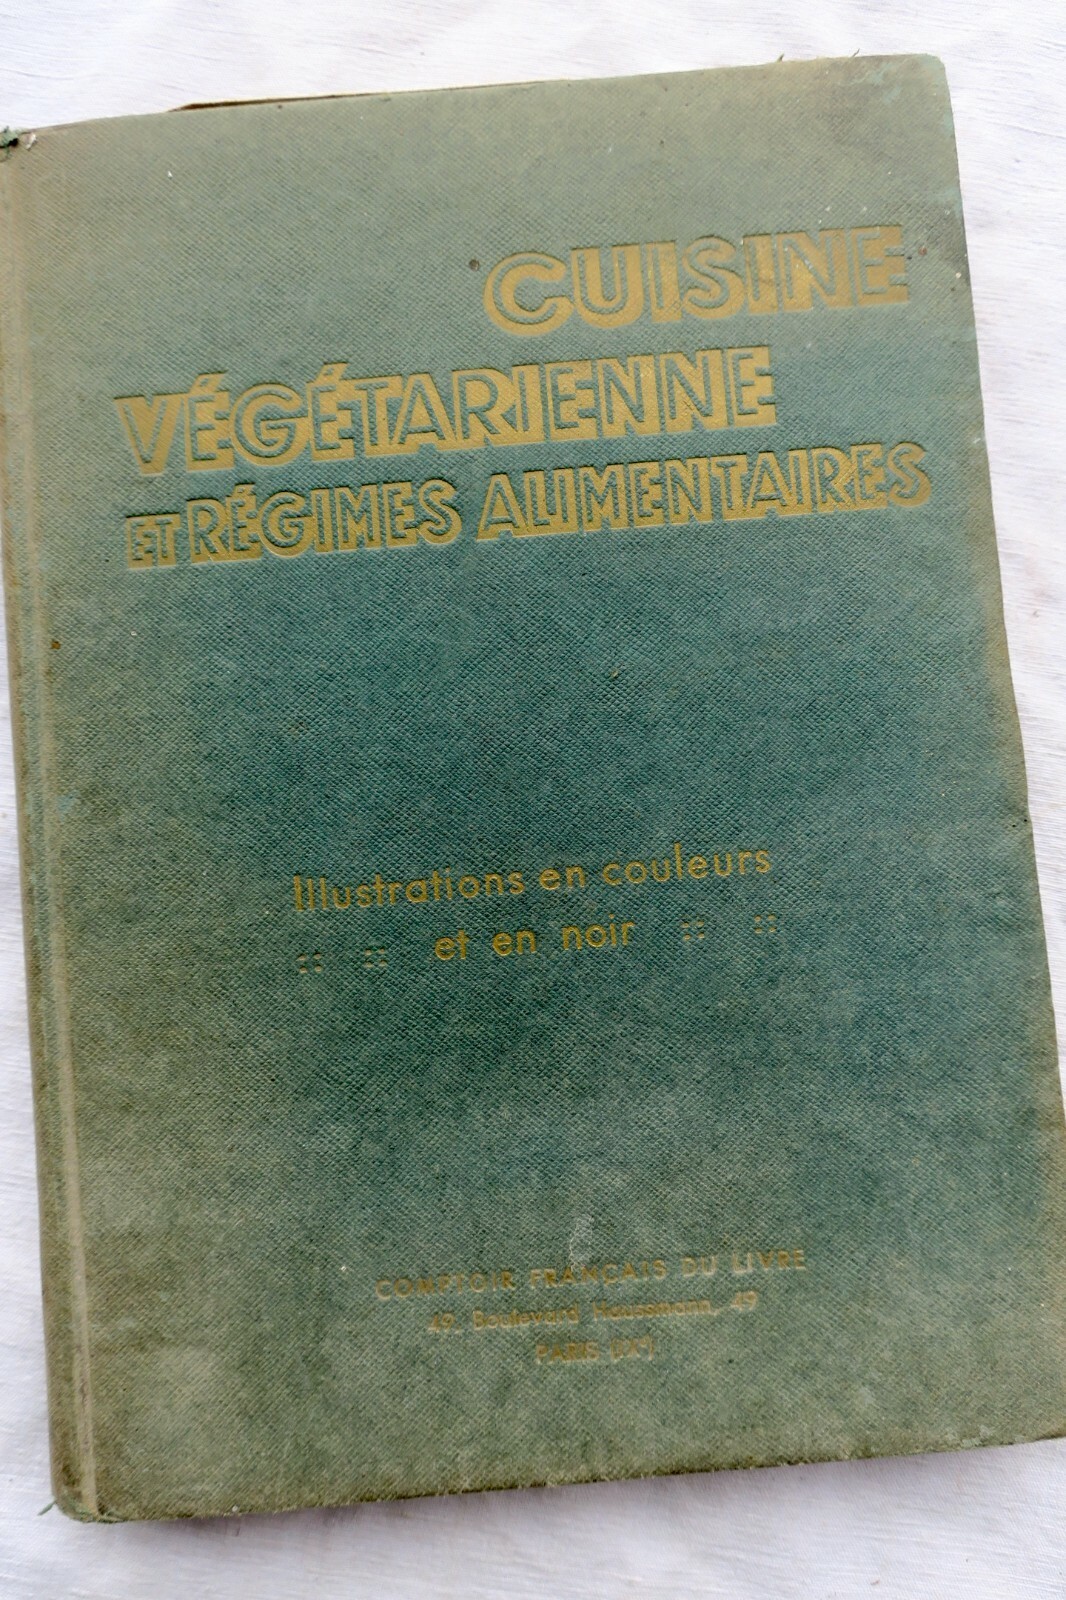 CUISINE
VÉGÉTARIENNE
ET RÉGIMES ALIMENTAIRES
Illustrations en couleurs
et en noir
COMPTOIR FRANÇAIS DU LIVRE
49, Boulevard Haussmann, 49
PARIS (IXe)